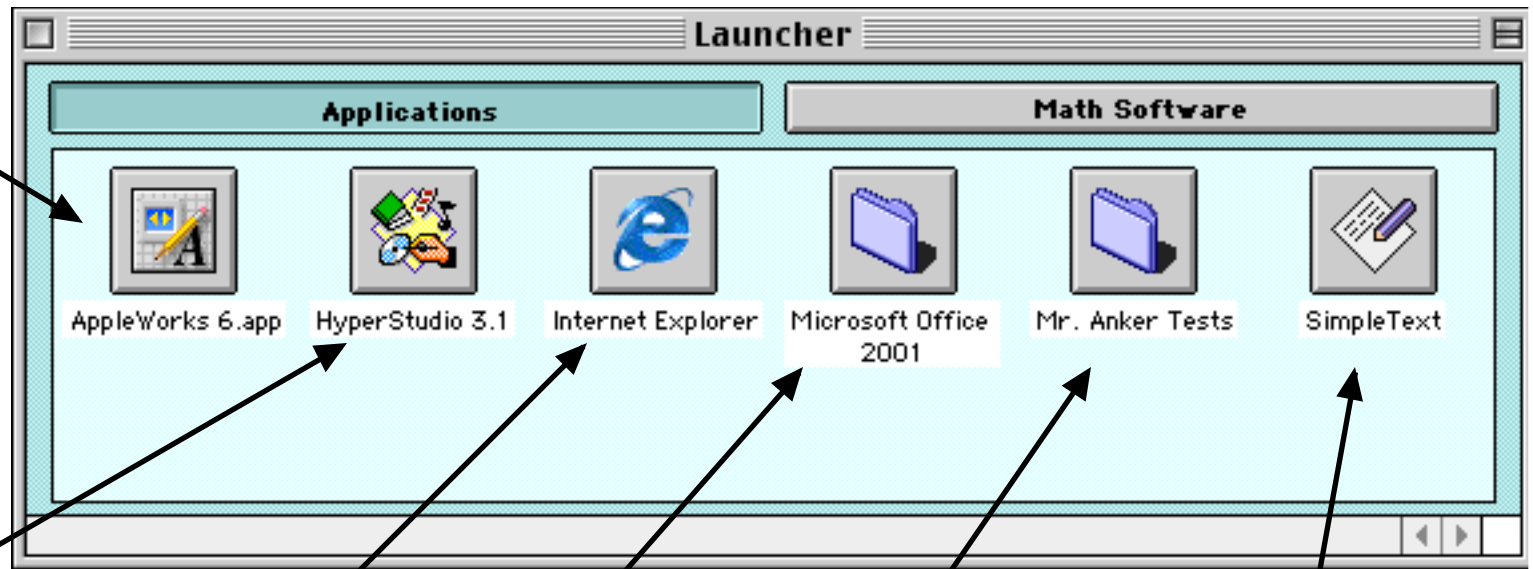 Launcher
Applications
Math Software
AppleWorks 6.app
HyperStudio 3.1
Internet Explorer
Microsoft Office
2001
Mr. Anker Tests
SimpleText